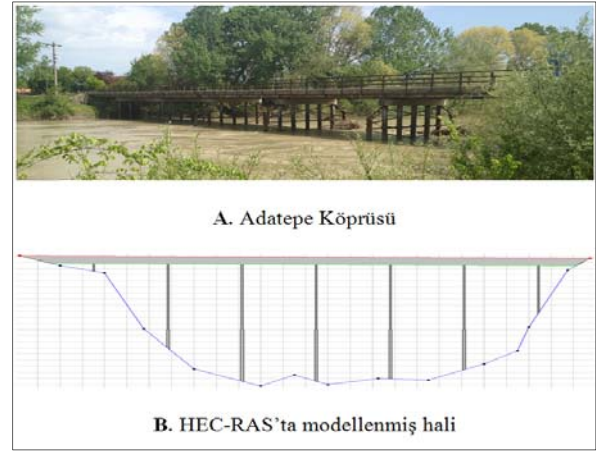 A. Adatepe Köprüsü
B. HEC-RAS’ta modellenmiş hali